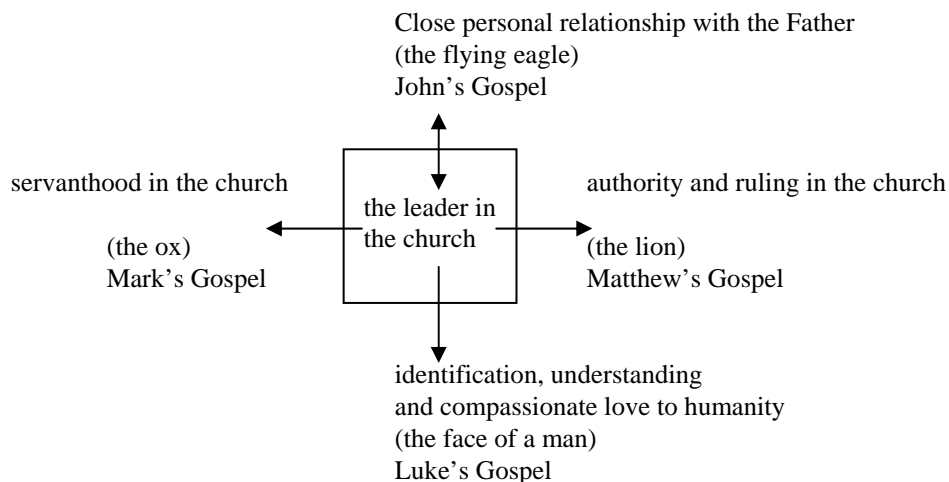 Close personal relationship with the Father
(the flying eagle)
John’s Gospel
servanthood in the church
(the ox)
Mark’s Gospel
the leader in
the church
authority and ruling in the church
(the lion)
Matthew’s Gospel
identification, understanding
and compassionate love to humanity
(the face of a man)
Luke’s Gospel